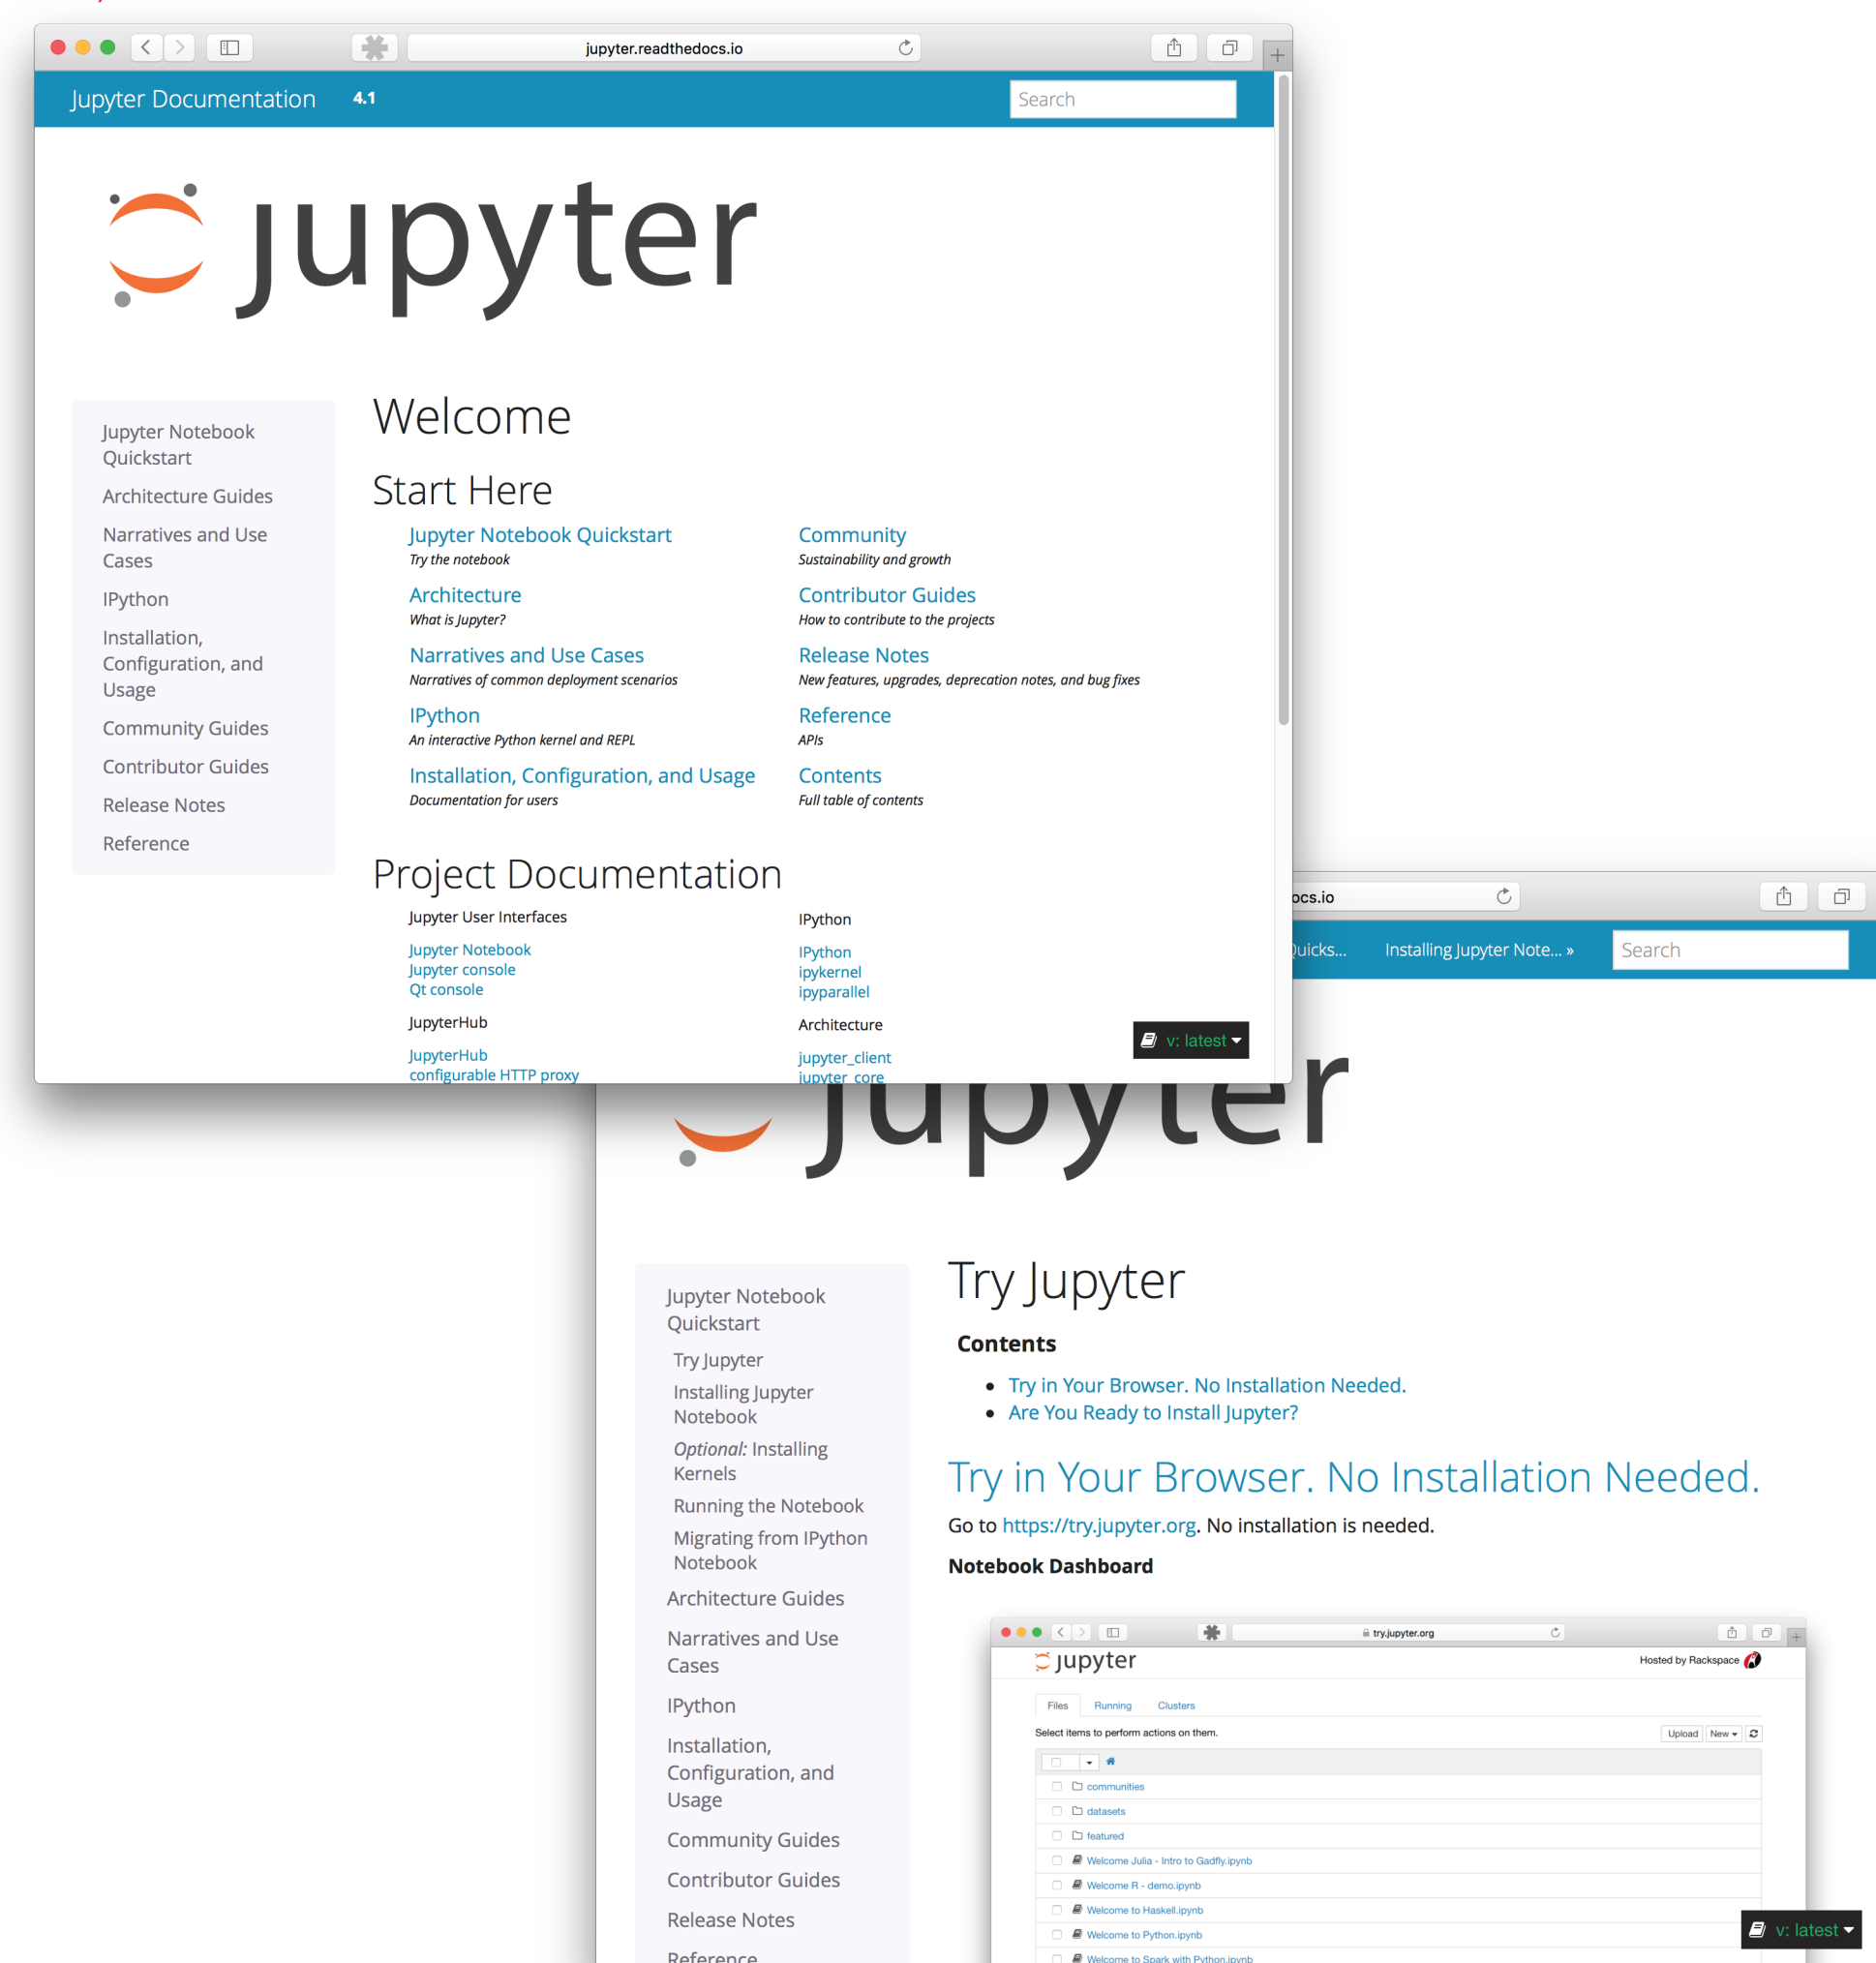 jupyter.readthedocs.io
Jupyter Documentation 4.1
Search
jupyter
Jupyter Notebook
Quickstart
Architecture Guides
Narratives and Use
Cases
IPython
Installation,
Configuration, and
Usage
Community Guides
Contributor Guides
Release Notes
Reference
Welcome
Start Here
Jupyter Notebook Quickstart
Try the notebook
Architecture
What is Jupyter?
Narratives and Use Cases
Narratives of common deployment scenarios
IPython
An interactive Python kernel and REPL
Installation, Configuration, and Usage
Documentation for users
Community
Sustainability and growth
Contributor Guides
How to contribute to the projects
Release Notes
New features, upgrades, deprecation notes, and bug fixes
Reference
APIs
Contents
Full table of contents
Project Documentation
Jupyter User Interfaces
Jupyter Notebook
Jupyter console
Qt console
JupyterHub
JupyterHub
configurable HTTP proxy
IPython
IPython
ipykernel
ipyparallel
Architecture
jupyter_client
jupyter_core
v: latest
ocs.io
Quicks... Installing Jupyter Note... »
Search
jupyter
Jupyter Notebook
Quickstart
Try Jupyter
Installing Jupyter
Notebook
Optional: Installing
Kernels
Running the Notebook
Migrating from IPython
Notebook
Architecture Guides
Narratives and Use
Cases
IPython
Installation,
Configuration, and
Usage
Community Guides
Contributor Guides
Release Notes
Reference
Try Jupyter
Contents
Try in Your Browser. No Installation Needed.
Are You Ready to Install Jupyter?
Try in Your Browser. No Installation Needed.
Go to https://try.jupyter.org. No installation is needed.
Notebook Dashboard
try.jupyter.org
jupyter
Hosted by Rackspace
Files Running Clusters
Select items to perform actions on them.
Upload New
communities
datasets
featured
Welcome Julia - Intro to Gadfly.ipynb
Welcome R - demo.ipynb
Welcome to Haskell.ipynb
Welcome to Python.ipynb
Welcome to Spark with Python.ipynb
v: latest